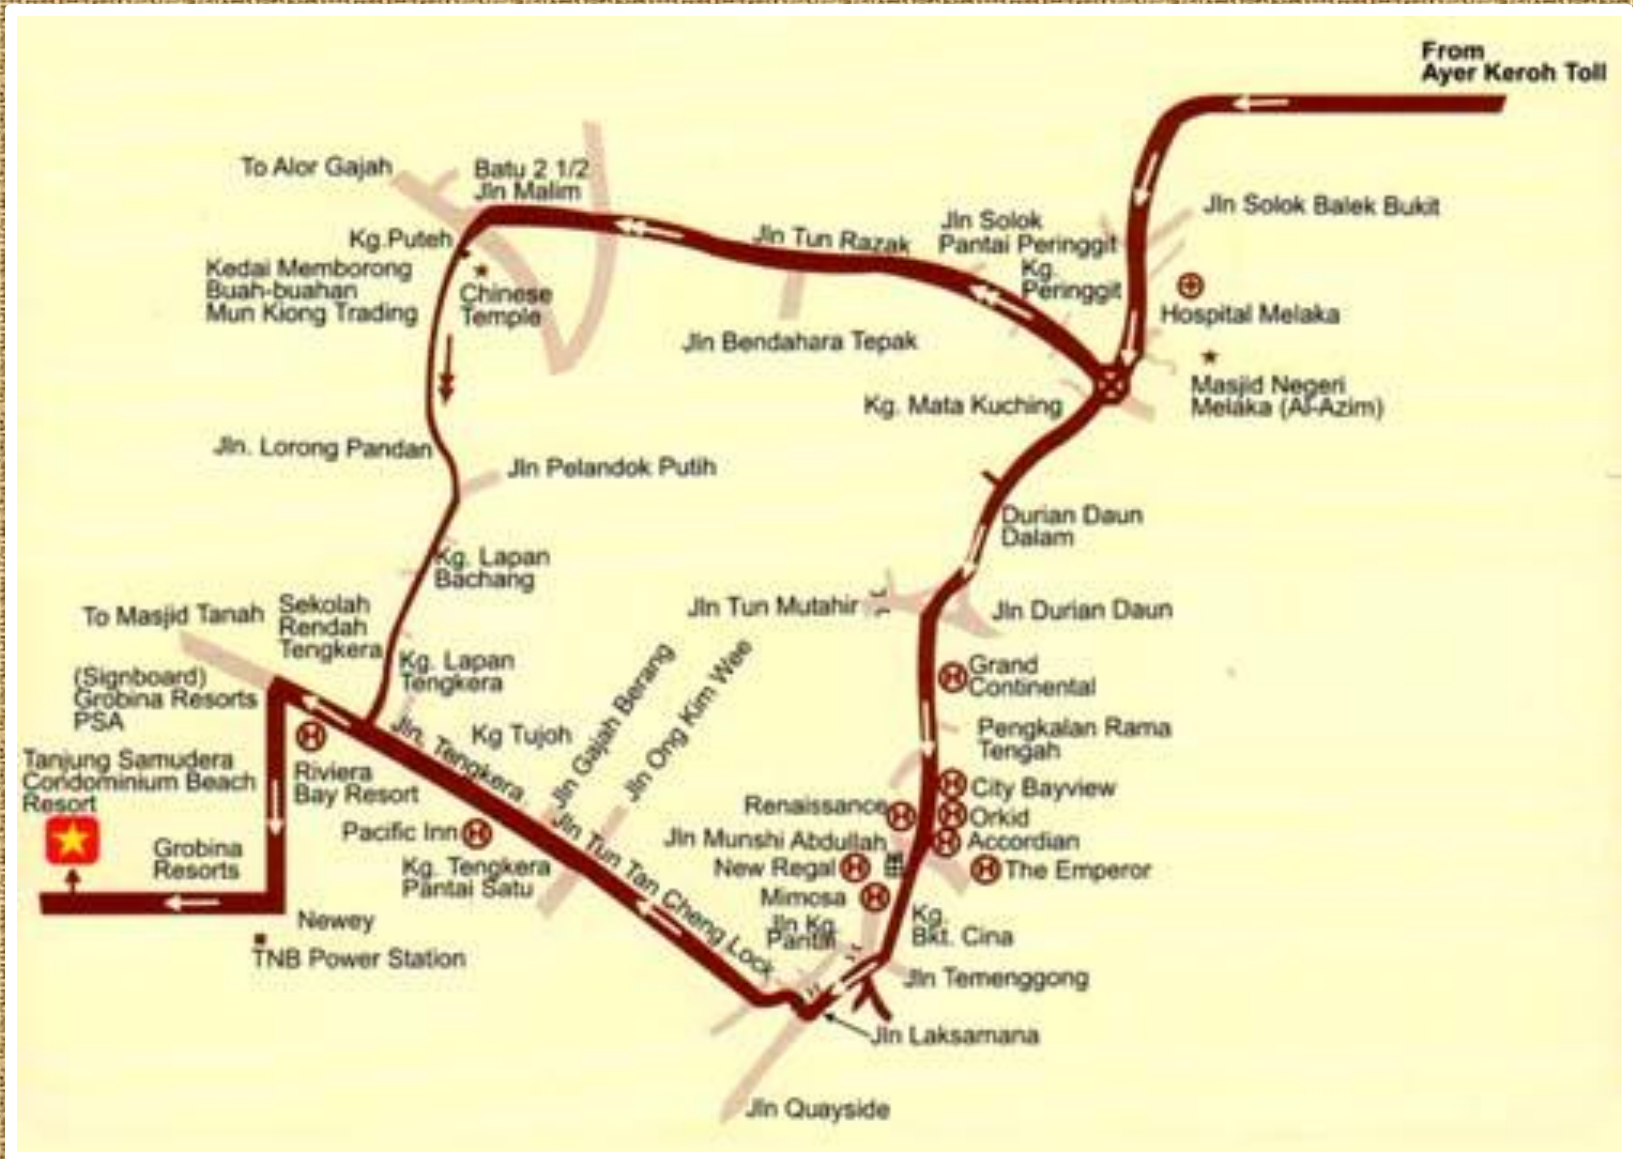 From
Ayer Keroh Toll
To Alor Gajah
Batu 2 1/2
Jln Malim
Jln Solok Balek Bukit
Jln Solok
Pantai Peringgit
Kg.Puteh
Jln Tun Razak
Kg.
Peringgit
Kedai Memborong
Buah-buahan
Mun Kiong Trading
Chinese
Temple
Hospital Melaka
Jln Bendahara Tepak
Masjid Negeri
Melaka (Al-Azim)
Kg. Mata Kuching
Jln. Lorong Pandan
Jln Pelandok Putih
Durian Daun
Dalam
Kg. Lapan
Bachang
To Masjid Tanah
Sekolah
Rendah
Tengkera
Jln Tun Mutahir
Jln Durian Daun
Kg. Lapan
Tengkera
Grand
Continental
(Signboard)
Grobina Resorts
PSA
Jln. Tengkera
Kg Tujoh
Jln Gajah Berang
Jln Ong Kim Wee
Pengkalan Rama
Tengah
Tanjung Samudera
Condominium Beach
Resort
Riviera
Bay Resort
City Bayview
Renaissance
Orkid
Pacific Inn
Jln Munshi Abdullah
Accordian
Grobina
Resorts
Kg. Tengkera
Pantai Satu
Jln Tun Tan Cheng Lock
New Regal
The Emperor
Mimosa
Jln Kg.
Pantai
Kg.
Bkt. Cina
Newey
TNB Power Station
Jln Temenggong
Jln Laksamana
Jln Quayside